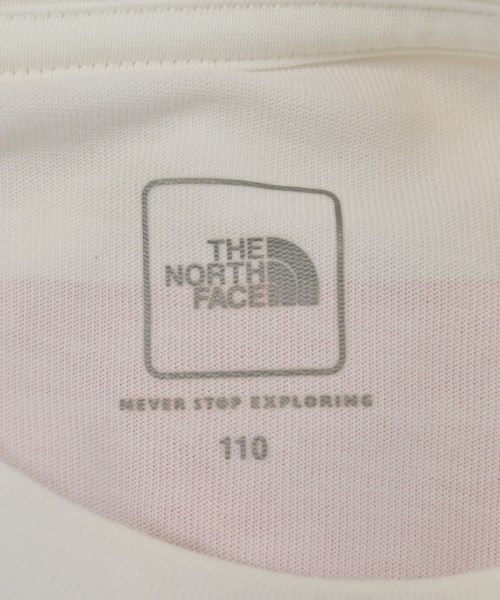 THE
NORTH
FACE
NEVER STOP EXPLORING
110